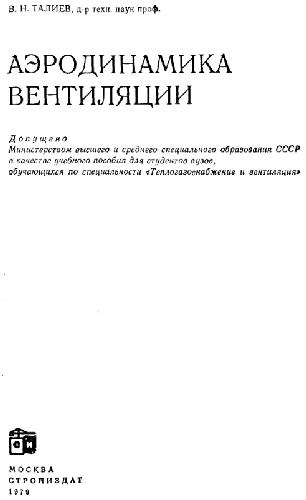 В. Н. ТАЛИЕВ, д-р техн. наук проф.
АЭРОДИНАМИКА
ВЕНТИЛЯЦИИ
Допущено
Министерством высшего и среднего специального образования СССР
в качестве учебного пособия для студентов вузов,
обучающихся по специальности «Теплогазоснабжение и вентиляция»
МОСКВА
СТРОЙИЗДАТ
1979